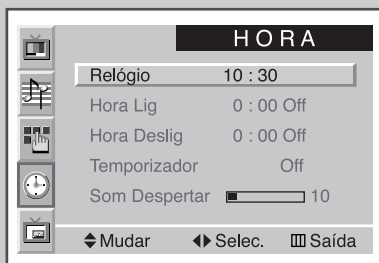 HORA
Relógio 10 : 30
Hora Lig 0 : 00 Off
Hora Deslig 0 : 00 Off
Temporizador Off
Som Despertar 10
Mudar Selec. Saída